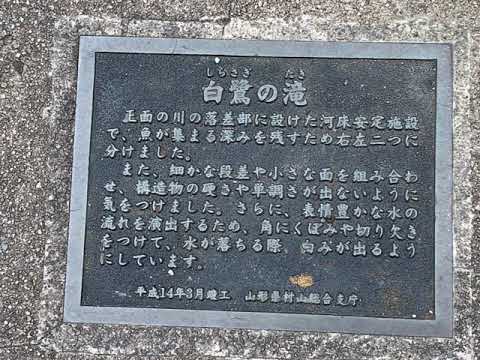 しらさぎ たき
白鷺の滝
正面の川の落差部に設けた河床安定施設
で、魚が集まる深みを残すため右左二つに
分けました。
また、細かな段差や小さな面を組み合わ
せ、構造物の硬さや単調さが出ないように
気をつけました。さらに、表情豊かな水の
流れを演出するため、角にくぼみや切り欠き
をつけて、水が落ちる際、白みが出るよう
にしています。
平成14年3月竣工 山形県村山総合支庁